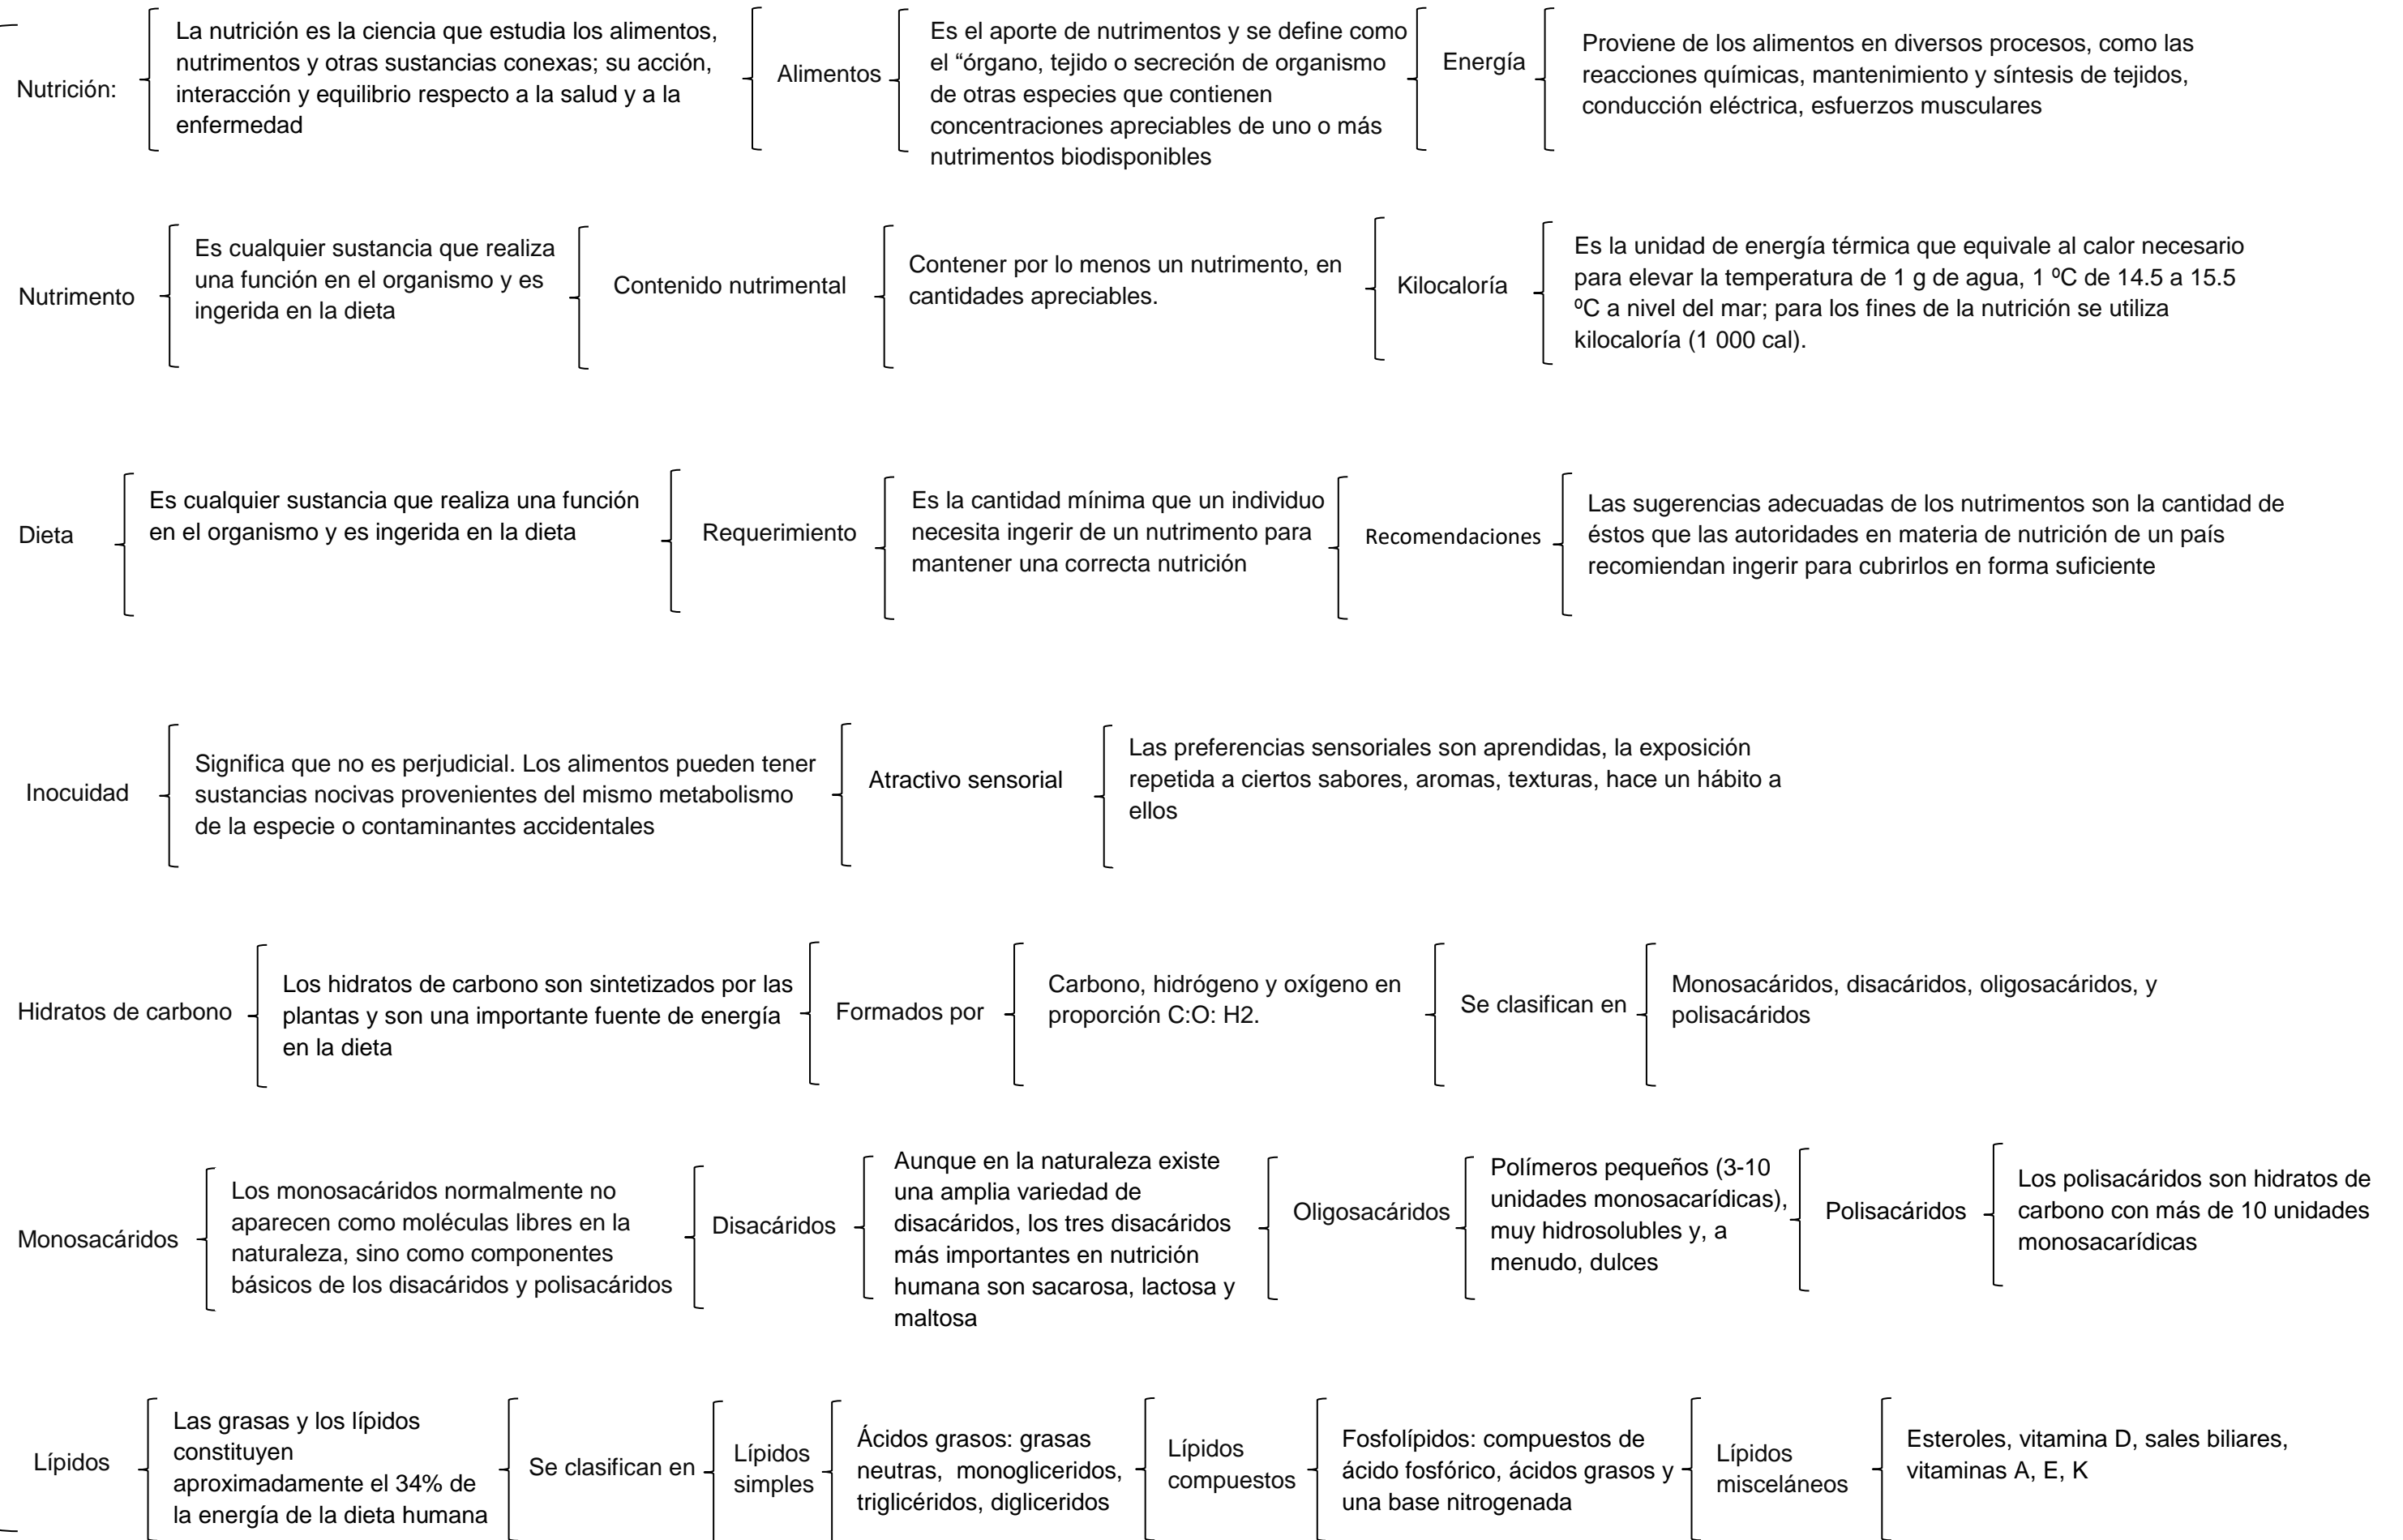 Nutrición:
La nutrición es la ciencia que estudia los alimentos,
nutrimentos y otras sustancias conexas; su acción,
interacción y equilibrio respecto a la salud y a la
enfermedad
Alimentos
Es el aporte de nutrimentos y se define como
el “órgano, tejido o secreción de organismo
de otras especies que contienen
concentraciones apreciables de uno o más
nutrimentos biodisponibles
Energía
Proviene de los alimentos en diversos procesos, como las
reacciones químicas, mantenimiento y síntesis de tejidos,
conducción eléctrica, esfuerzos musculares
Nutrimento
Es cualquier sustancia que realiza
una función en el organismo y es
ingerida en la dieta
Contenido nutrimental
Contener por lo menos un nutrimento, en
cantidades apreciables.
Kilocaloría
Es la unidad de energía térmica que equivale al calor necesario
para elevar la temperatura de 1 g de agua, 1 ºC de 14.5 a 15.5
ºC a nivel del mar; para los fines de la nutrición se utiliza
kilocaloría (1 000 cal).
Dieta
Es cualquier sustancia que realiza una función
en el organismo y es ingerida en la dieta
Requerimiento
Es la cantidad mínima que un individuo
necesita ingerir de un nutrimento para
mantener una correcta nutrición
Recomendaciones
Las sugerencias adecuadas de los nutrimentos son la cantidad de
éstos que las autoridades en materia de nutrición de un país
recomiendan ingerir para cubrirlos en forma suficiente
Inocuidad
Significa que no es perjudicial. Los alimentos pueden tener
sustancias nocivas provenientes del mismo metabolismo
de la especie o contaminantes accidentales
Atractivo sensorial
Las preferencias sensoriales son aprendidas, la exposición
repetida a ciertos sabores, aromas, texturas, hace un hábito a
ellos
Hidratos de carbono
Los hidratos de carbono son sintetizados por las
plantas y son una importante fuente de energía
en la dieta
Formados por
Carbono, hidrógeno y oxígeno en
proporción C:O: H2.
Se clasifican en
Monosacáridos, disacáridos, oligosacáridos, y
polisacáridos
Monosacáridos
Los monosacáridos normalmente no
aparecen como moléculas libres en la
naturaleza, sino como componentes
básicos de los disacáridos y polisacáridos
Disacáridos
Aunque en la naturaleza existe
una amplia variedad de
disacáridos, los tres disacáridos
más importantes en nutrición
humana son sacarosa, lactosa y
maltosa
Oligosacáridos
Polímeros pequeños (3-10
unidades monosacarídicas),
muy hidrosolubles y, a
menudo, dulces
Polisacáridos
Los polisacáridos son hidratos de
carbono con más de 10 unidades
monosacarídicas
Lípidos
Las grasas y los lípidos
constituyen
aproximadamente el 34% de
la energía de la dieta humana
Se clasifican en
Lípidos
simples
Ácidos grasos: grasas
neutras, monogliceridos,
triglicéridos, digliceridos
Lípidos
compuestos
Fosfolípidos: compuestos de
ácido fosfórico, ácidos grasos y
una base nitrogenada
Lípidos
misceláneos
Esteroles, vitamina D, sales biliares,
vitaminas A, E, K